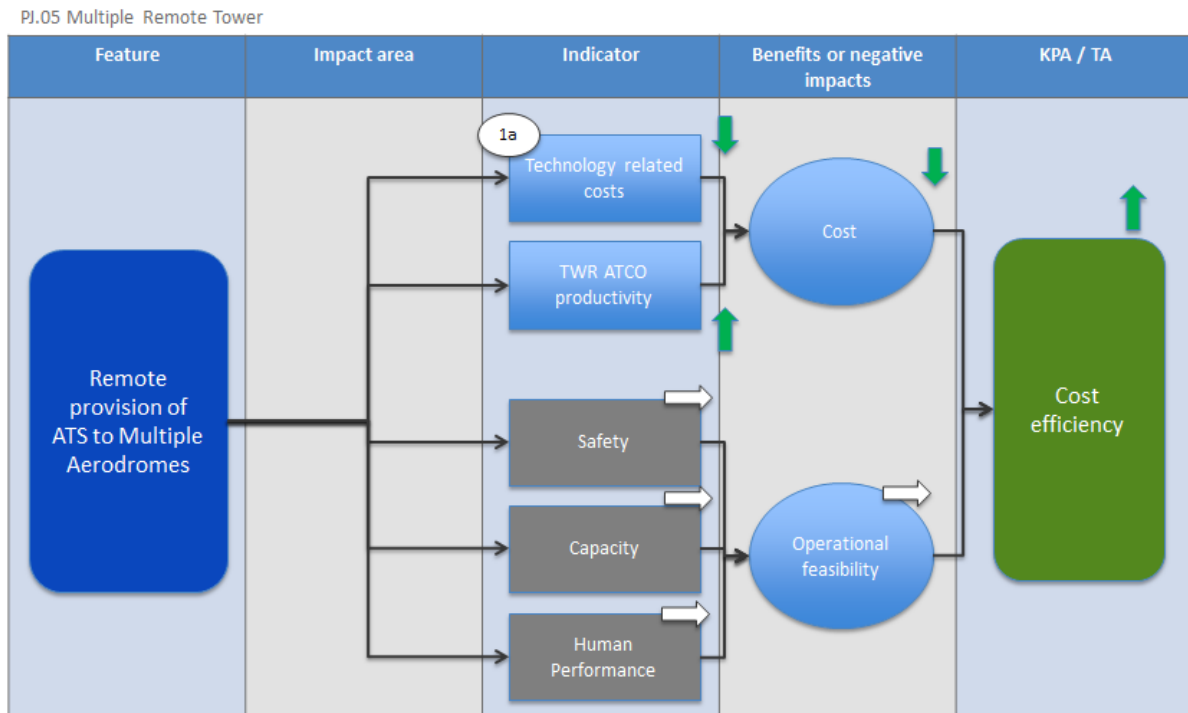 PJ.05 Multiple Remote Tower
Feature
Impact area
Indicator
Benefits or negative
impacts
KPA / TA
1a
Technology related
costs
Cost
TWR ATCO
productivity
Remote
provision of
ATS to Multiple
Aerodromes
Safety
Capacity
Human
Performance
Operational
feasibility
Cost
efficiency